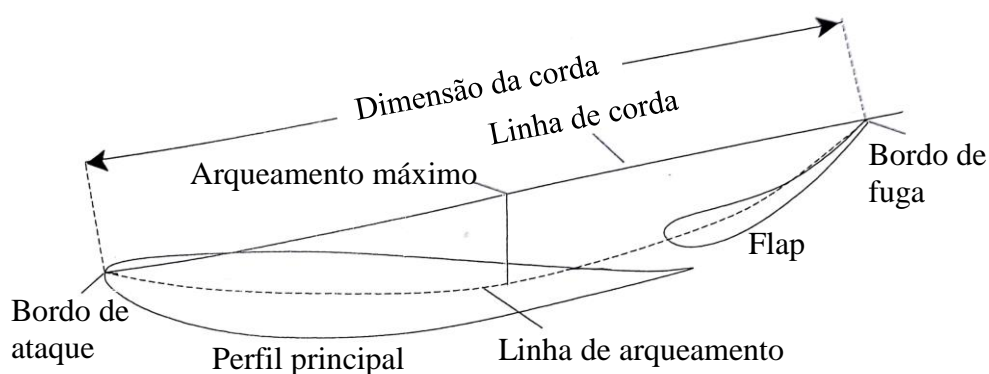 Dimensão da corda
Linha de corda
Arqueamento máximo
Bordo de
fuga
Flap
Bordo de
ataque
Perfil principal
Linha de arqueamento